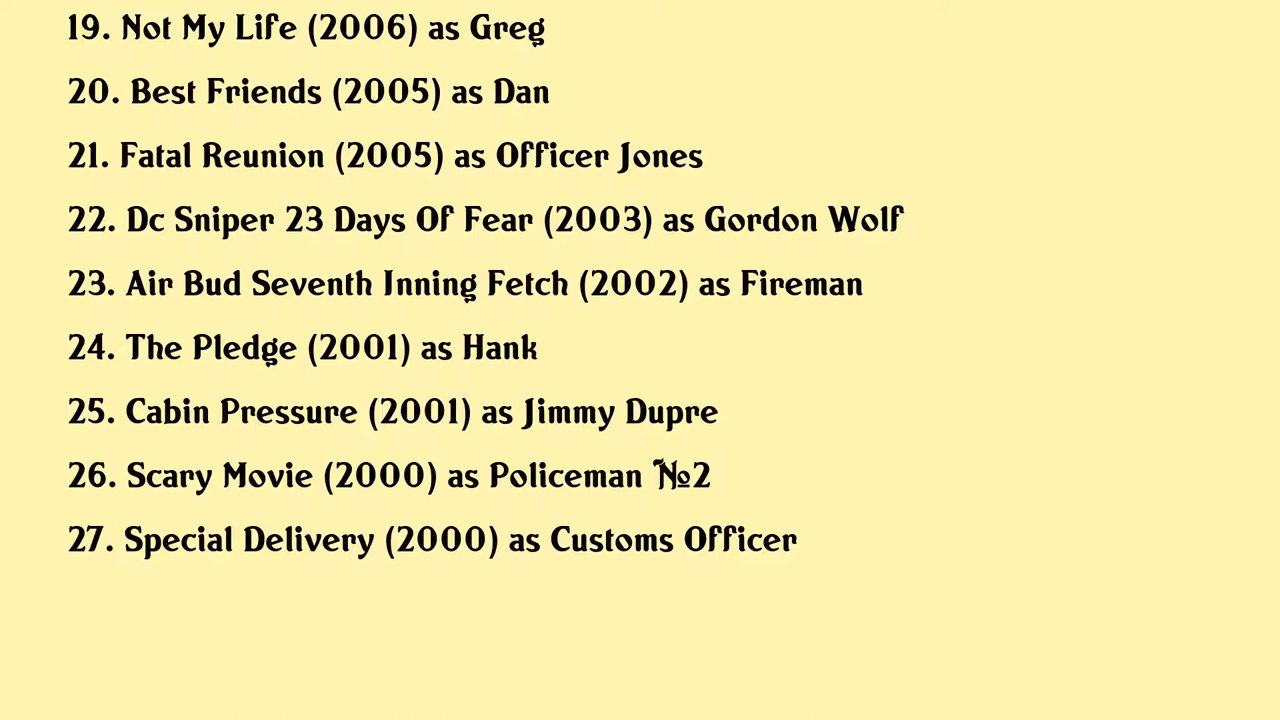 19. Not My Life (2006) as Greg
20. Best Friends (2005) as Dan
21. Fatal Reunion (2005) as Officer Jones
22. Dc Sniper 23 Days Of Fear (2003) as Gordon Wolf
23. Air Bud Seventh Inning Fetch (2002) as Fireman
24. The Pledge (2001) as Hank
25. Cabin Pressure (2001) as Jimmy Dupre
26. Scary Movie (2000) as Policeman №2
27. Special Delivery (2000) as Customs Officer